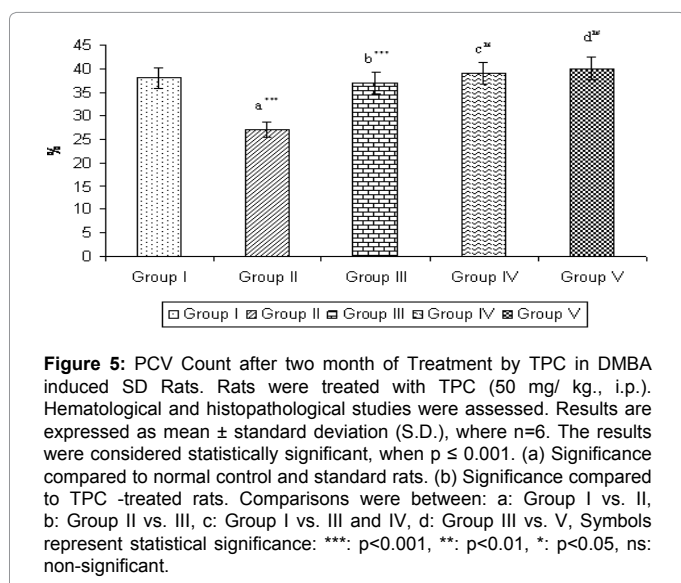 45
40
35
30
25
20
15
10
5
0
%
a ***
b ***
c ns
d ns
Group I Group II Group III Group IV Group V
Group I Group II Group III Group IV Group V
Figure 5: PCV Count after two month of Treatment by TPC in DMBA
induced SD Rats. Rats were treated with TPC (50 mg/ kg., i.p.).
Hematological and histopathological studies were assessed. Results are
expressed as mean ± standard deviation (S.D.), where n=6. The results
were considered statistically significant, when p ≤ 0.001. (a) Significance
compared to normal control and standard rats. (b) Significance compared
to TPC -treated rats. Comparisons were between: a: Group I vs. II,
b: Group II vs. III, c: Group I vs. III and IV, d: Group III vs. V, Symbols
represent statistical significance: ***: p<0.001, **: p<0.01, *: p<0.05, ns:
non-significant.